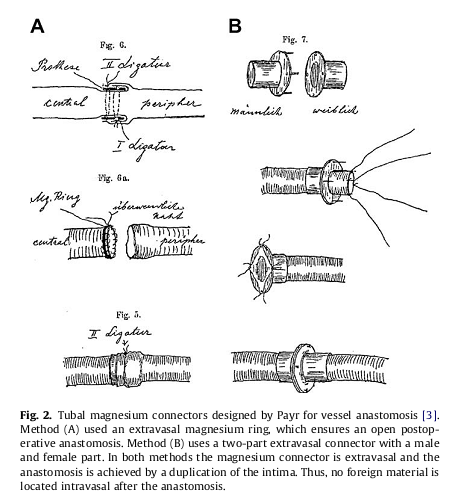 A
B
Fig. 6.
Fig. 7.
Prothese
II Ligatur
central
peripher
I Ligatur
männlich
weiblich
Fig. 6a.
Mg. Ring
überwendliche
Naht
central
peripher
Fig. 5.
II Ligatur
Fig. 2. Tubal magnesium connectors designed by Payr for vessel anastomosis [3].
Method (A) used an extravasal magnesium ring, which ensures an open postop-
erative anastomosis. Method (B) uses a two-part extravasal connector with a male
and female part. In both methods the magnesium connector is extravasal and the
anastomosis is achieved by a duplication of the intima. Thus, no foreign material is
located intravasal after the anastomosis.